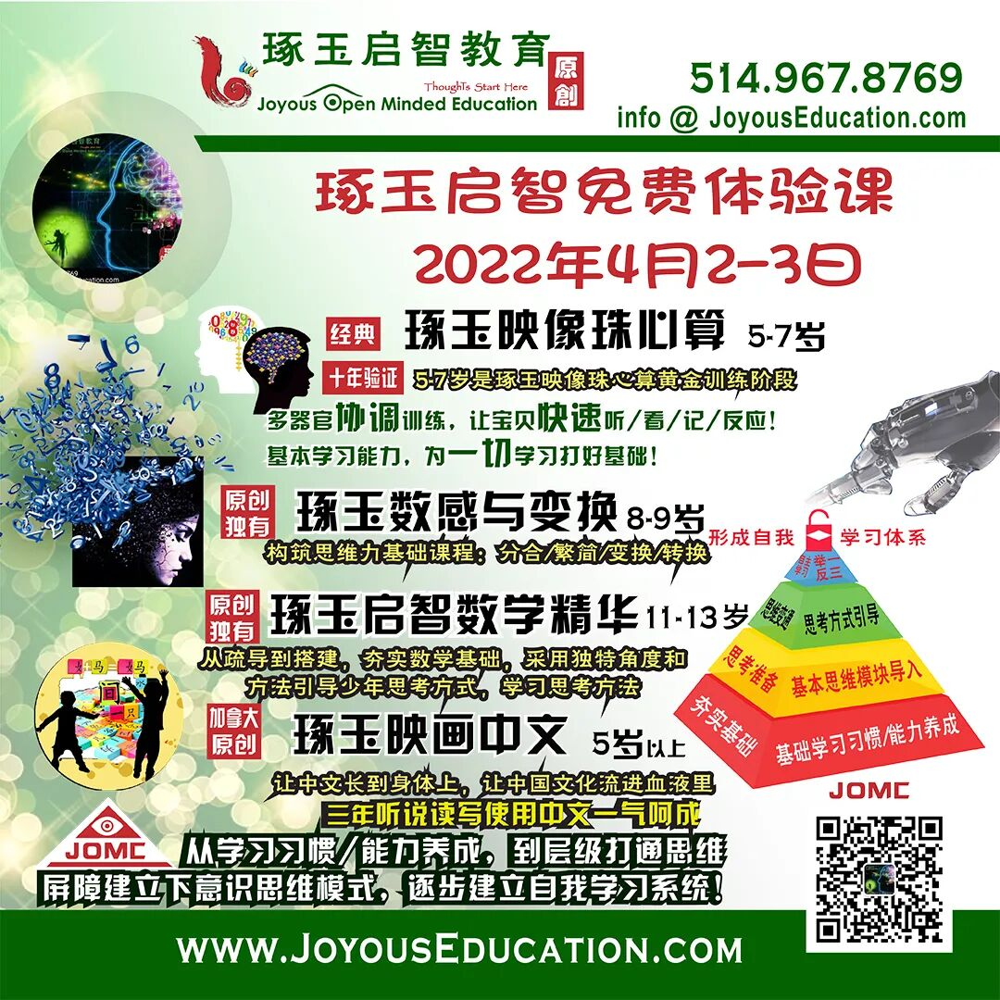 琢玉启智教育
原創
Thoughts Start Here
Joyous Open Minded Education
514.967.8769
info @ JoyousEducation.com
琢玉启智免费体验课
2022年4月2-3日
经典 琢玉映像珠心算 5-7岁
十年验证 5-7岁是琢玉映像珠心算黄金训练阶段
多器官协调训练，让宝贝快速听/看/记/反应！
基本学习能力，为一切学习打好基础！
原创独有 琢玉数感与变换 8-9岁
构筑思维力基础课程：分合/繁简/变换/转换
原创独有 琢玉启智数学精华 11-13岁
从疏导到搭建，夯实数学基础，采用独特角度和
方法引导少年思考方式，学习思考方法
加拿大原创 琢玉映画中文 5岁以上
让中文长到身体上，让中国文化流进血液里
三年听说读写使用中文一气呵成
形成自我 学习体系
自主学习 举一反三
思维变通 思考方式引导
思考准备 基本思维模块导入
夯实基础 基础学习习惯/能力养成
JOMC
JOMC
从学习习惯/能力养成，到层级打通思维
屏障建立下意识思维模式，逐步建立自我学习系统！
www.JoyousEducation.com